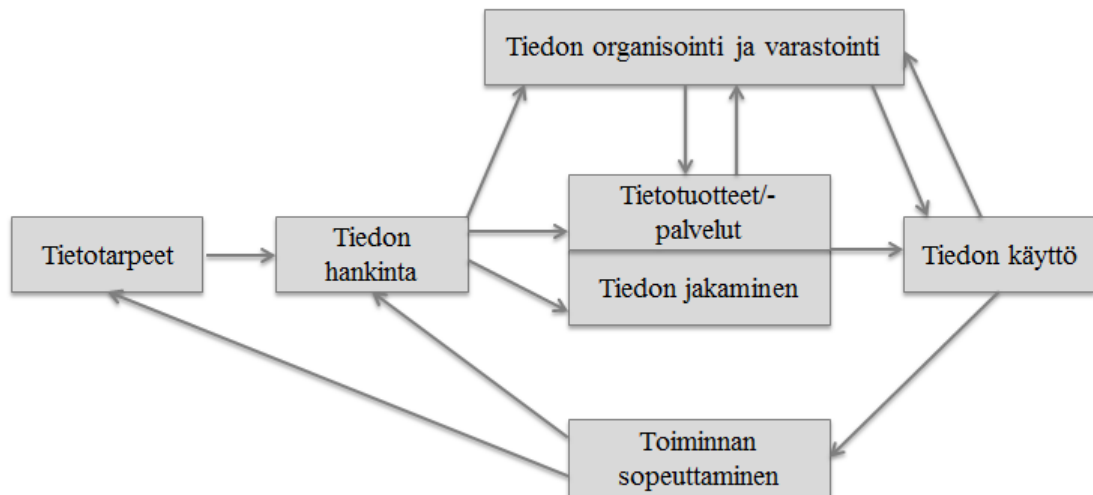 Tiedon organisointi ja varastointi
Tietotarpeet
Tiedon
hankinta
Tietotuotteet/-
palvelut
Tiedon jakaminen
Tiedon käyttö
Toiminnan
sopeuttaminen